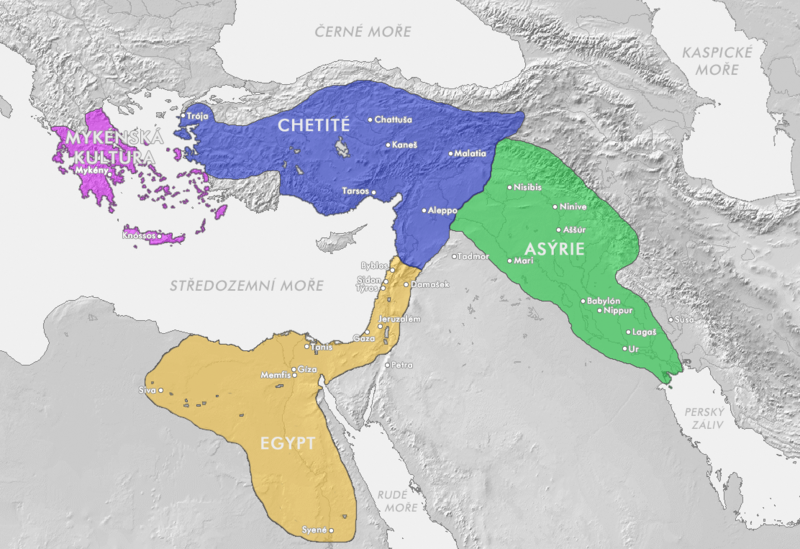 ČERNÉ MOŘE
KASPICKÉ
MOŘE
Trója
CHETITÉ
Chattuša
MYKÉNSKÁ
KULTURA
Mykény
Kaneš
Malatia
Tarsos
Nisibis
Ninive
Aleppo
Knossos
Aššúr
ASÝRIE
Tadmor
Mari
Byblos
Sidón
Týros
Damašek
STŘEDOZEMNÍ MOŘE
Babylón
Nippur
Susa
Jeruzalém
Lagaš
Gaza
Tanis
Ur
Petra
Gíza
Memfis
Síva
PERSKÝ
ZÁLIV
EGYPT
RUDÉ
MOŘE
Syene